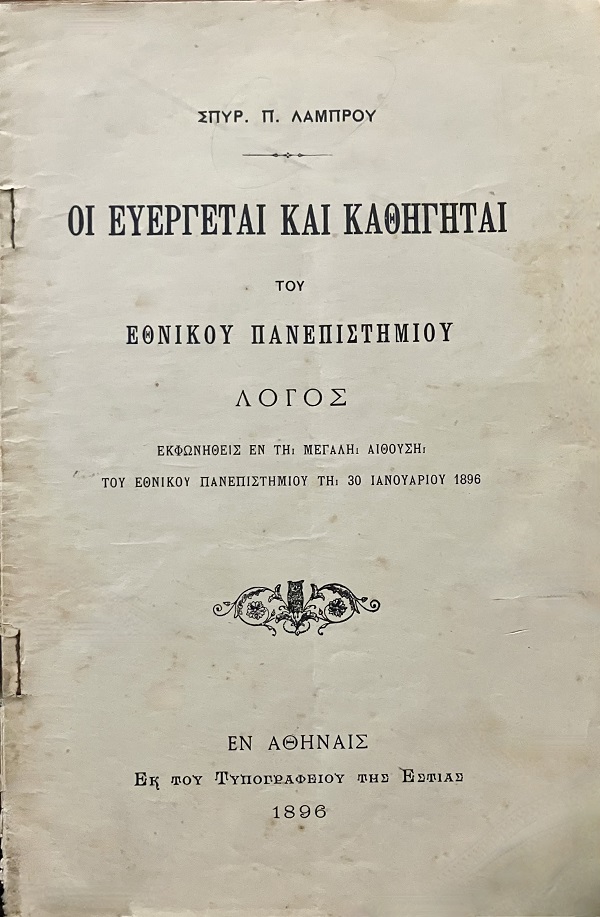 ΣΠΥΡ. Π. ΛΑΜΠΡΟΥ
ΟΙ ΕΥΕΡΓΕΤΑΙ ΚΑΙ ΚΑΘΗΓΗΤΑΙ
ΤΟΥ
ΕΘΝΙΚΟΥ ΠΑΝΕΠΙΣΤΗΜΙΟΥ
ΛΟΓΟΣ
ΕΚΦΩΝΗΘΕΙΣ ΕΝ ΤΗι ΜΕΓΑΛΗι ΑΙΘΟΥΣΗι
ΤΟΥ ΕΘΝΙΚΟΥ ΠΑΝΕΠΙΣΤΗΜΙΟΥ ΤΗι 30 ΙΑΝΟΥΑΡΙΟΥ 1896
ΕΝ ΑΘΗΝΑΙΣ
ΕΚ ΤΟΥ ΤΥΠΟΓΡΑΦΕΙΟΥ ΤΗΣ ΕΣΤΙΑΣ
1896